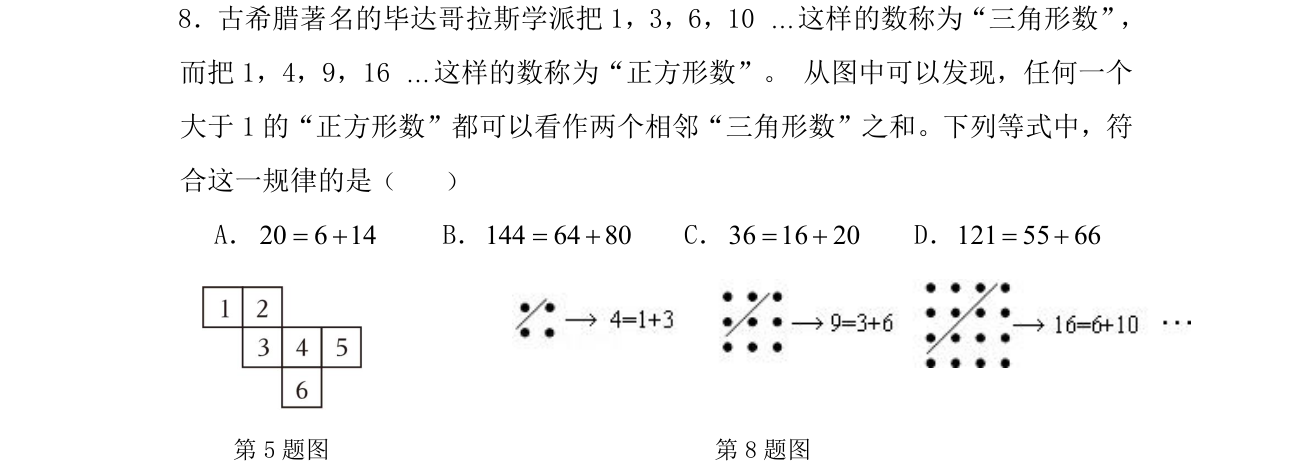 8．古希腊著名的毕达哥拉斯学派把 1，3，6，10 …这样的数称为“三角形数”，
而把 1，4，9，16 …这样的数称为“正方形数”。 从图中可以发现，任何一个
大于 1 的“正方形数”都可以看作两个相邻“三角形数”之和。下列等式中，符
合这一规律的是（　　）
A．20 = 6+14 B．144 = 64+80 C．36 = 16+20 D．121 = 55+66
1 2
3 4 5
6
→ 4=1+3 → 9=3+6 → 16=6+10 …
第 5 题图 第 8 题图